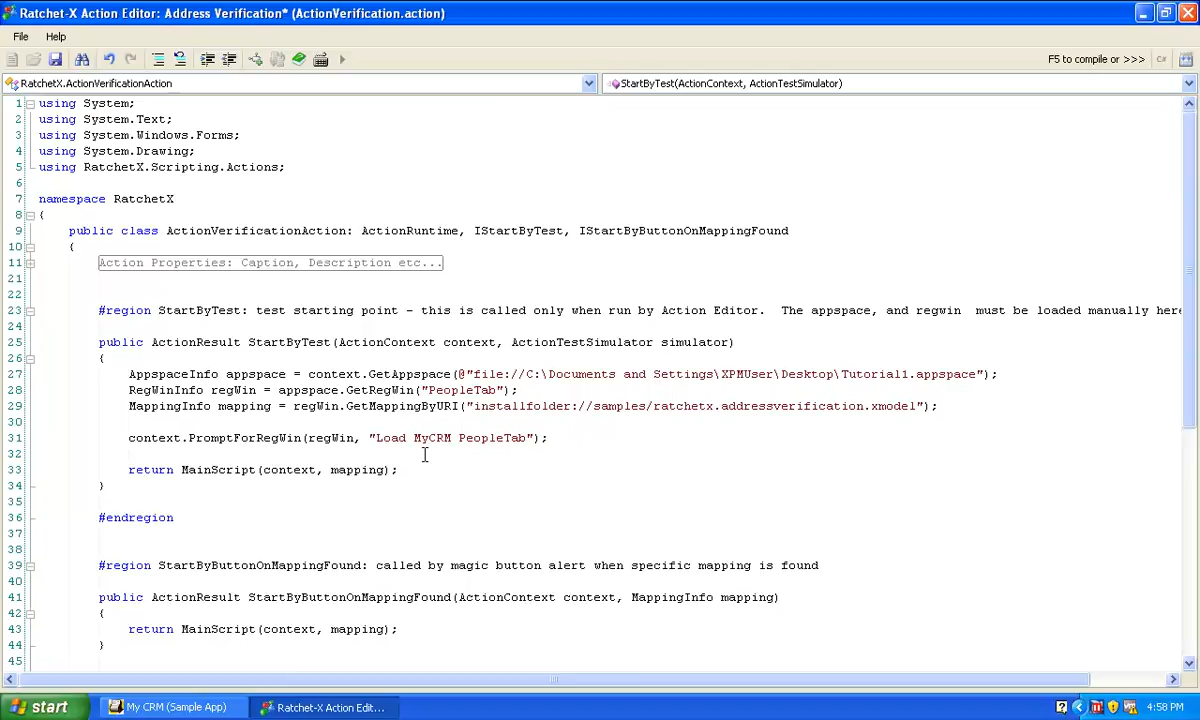 Ratchet-X Action Editor: Address Verification* (ActionVerification.action)
File Help
F5 to compile or >>> C#
RatchetX.ActionVerificationAction StartByTest(ActionContext, ActionTestSimulator)
1 using System;
2 using System.Text;
3 using System.Windows.Forms;
4 using System.Drawing;
5 using RatchetX.Scripting.Actions;
6
7 namespace RatchetX
8 {
9 public class ActionVerificationAction: ActionRuntime, IStartByTest, IStartByButtonOnMappingFound
10 {
11 Action Properties: Caption, Description etc...
21
22
23 #region StartByTest: test starting point - this is called only when run by Action Editor.  The appspace, and regwin  must be loaded manually here
24
25 public ActionResult StartByTest(ActionContext context, ActionTestSimulator simulator)
26 {
27 AppspaceInfo appspace = context.GetAppspace(@"file://C:\Documents and Settings\XPMUser\Desktop\Tutorial1.appspace");
28 RegWinInfo regWin = appspace.GetRegWin("PeopleTab");
29 MappingInfo mapping = regWin.GetMappingByURI("installfolder://samples/ratchetx.addressverification.xmodel");
30
31 context.PromptForRegWin(regWin, "Load MyCRM PeopleTab");
32
33 return MainScript(context, mapping);
34 }
35
36 #endregion
37
38
39 #region StartByButtonOnMappingFound: called by magic button alert when specific mapping is found
40
41 public ActionResult StartByButtonOnMappingFound(ActionContext context, MappingInfo mapping)
42 {
43 return MainScript(context, mapping);
44 }
45
start My CRM (Sample App) Ratchet-X Action Edit... 4:58 PM